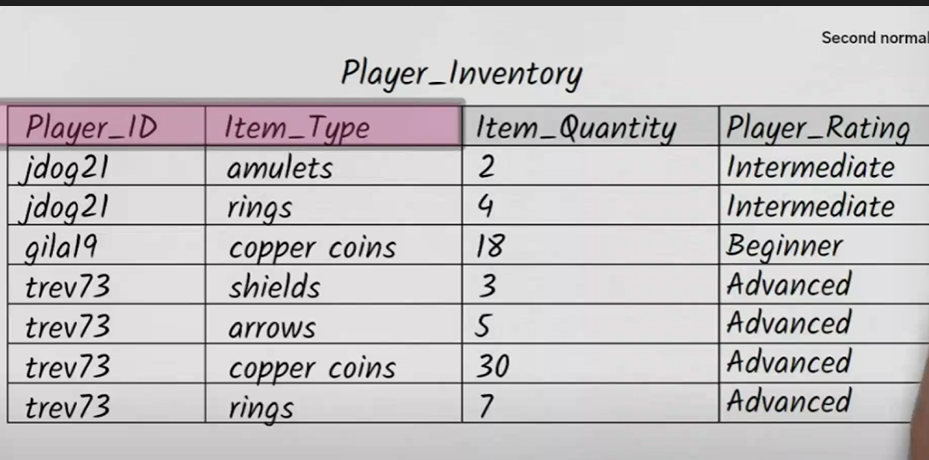 Second normal
Player_Inventory
Player_ID Item_Type Item_Quantity Player_Rating
jdog21 amulets 2 Intermediate
jdog21 rings 4 Intermediate
gila19 copper coins 18 Beginner
trev73 shields 3 Advanced
trev73 arrows 5 Advanced
trev73 copper coins 30 Advanced
trev73 rings 7 Advanced